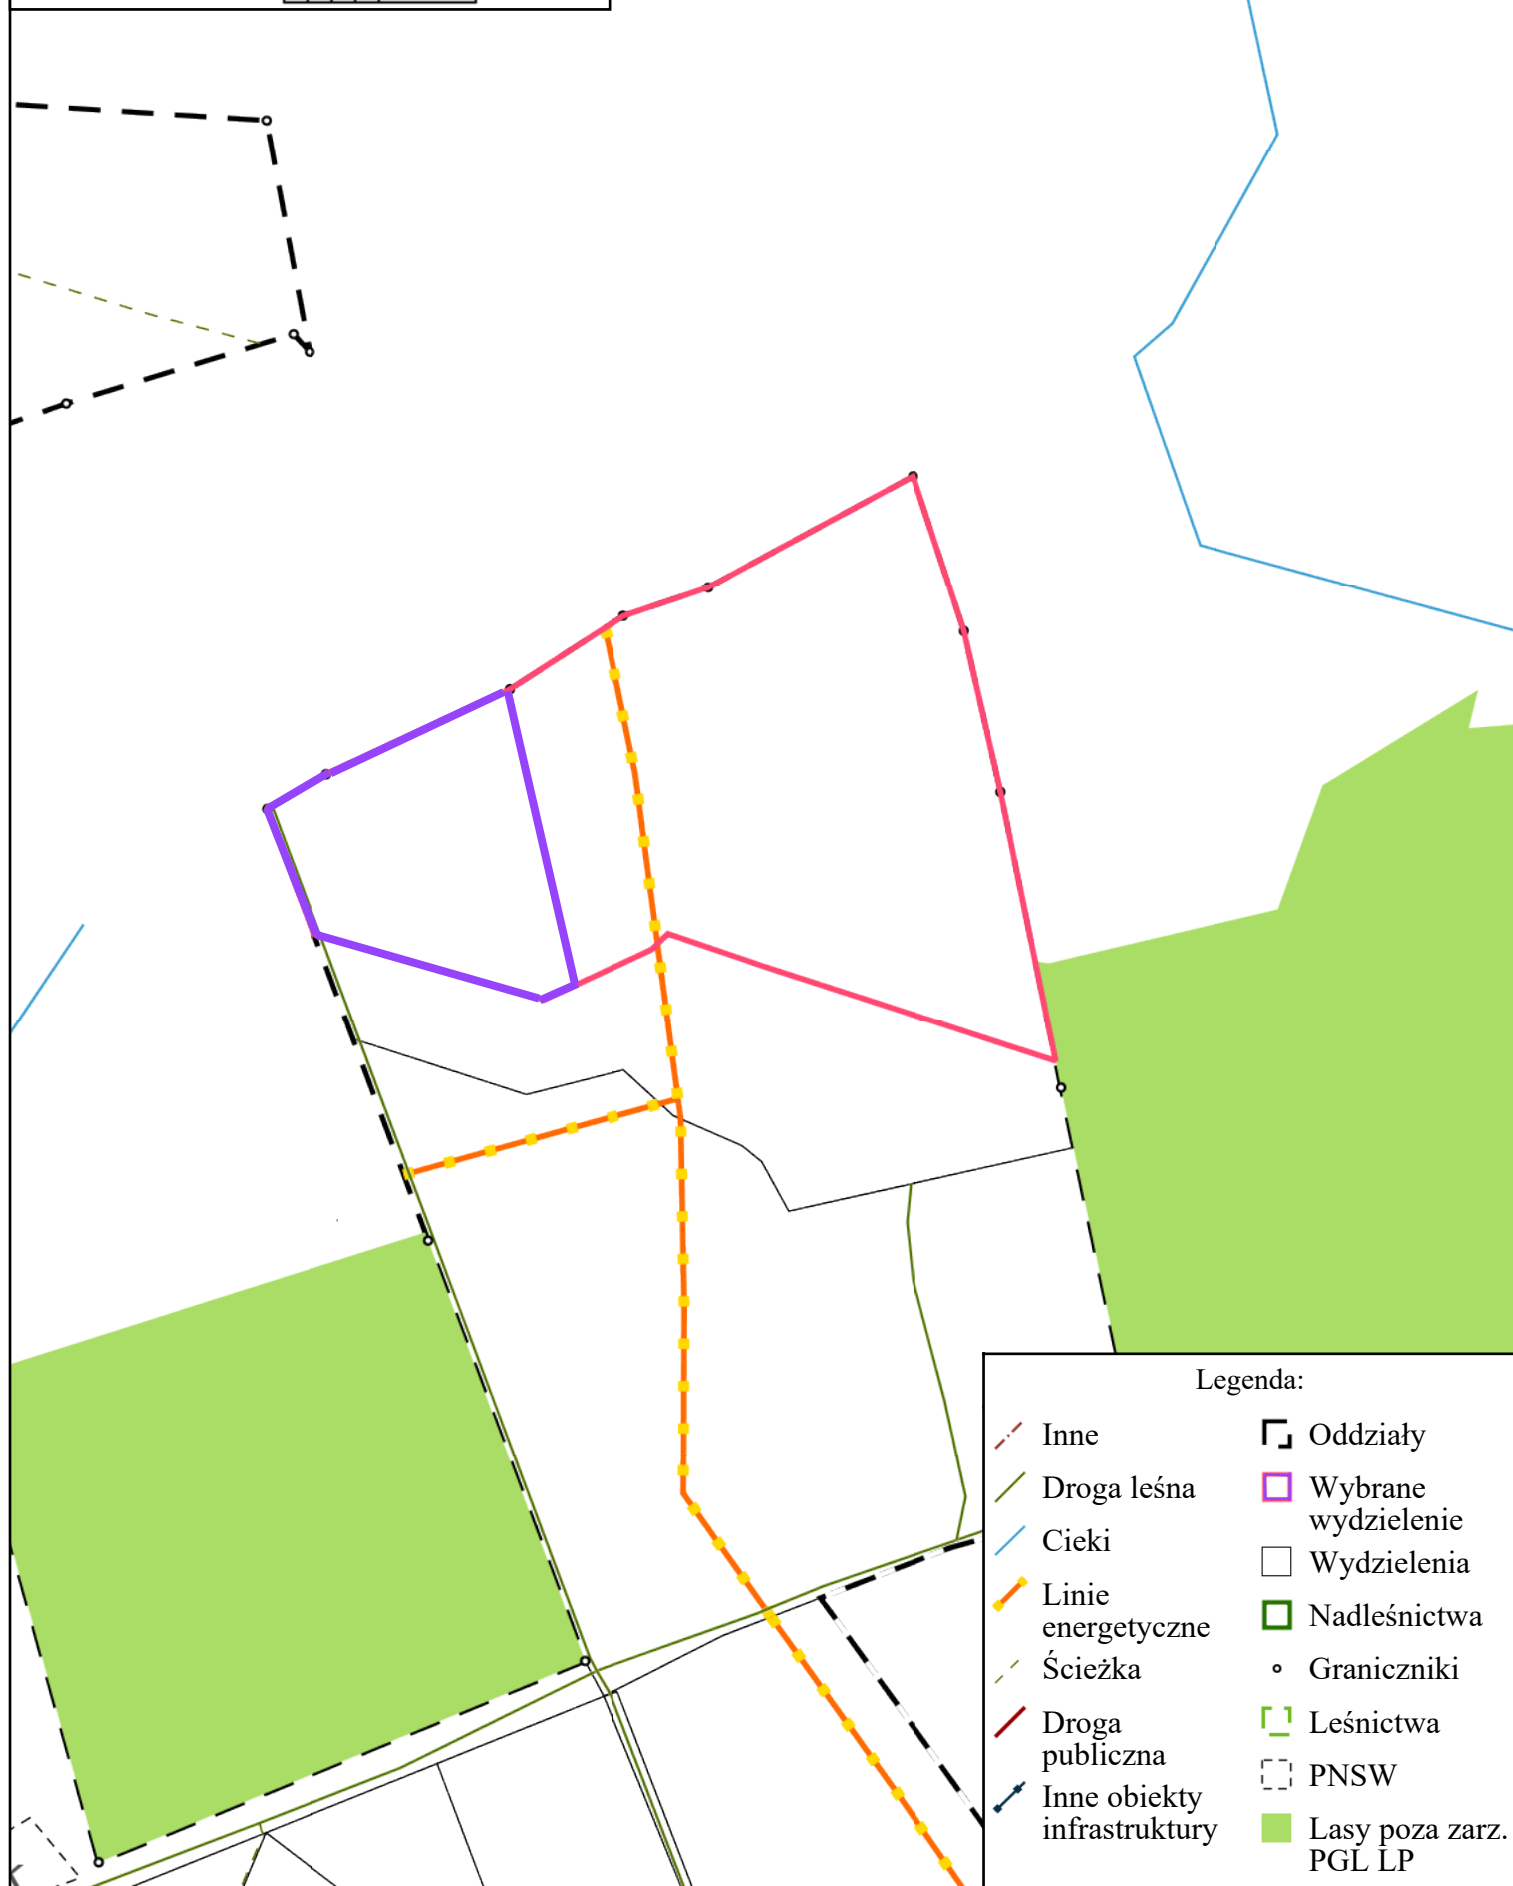 Legenda:
Inne
Droga leśna
Cieki
Linie
energetyczne
Ścieżka
Droga
publiczna
Inne obiekty
infrastruktury
Oddziały
Wybrane
wydzielenie
Wydzielenia
Nadleśnictwa
Graniczniki
Leśnictwa
PNSW
Lasy poza zarz.
PGL LP